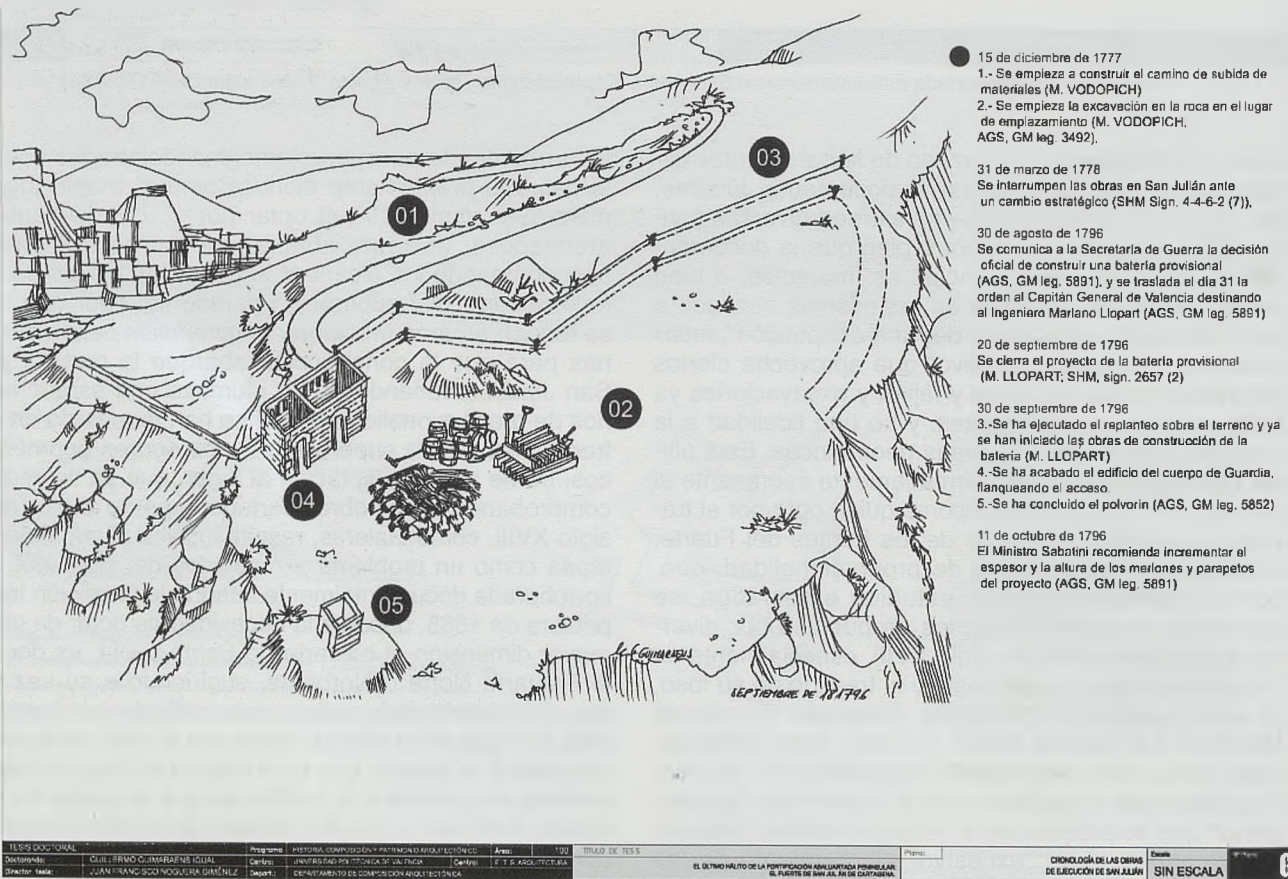 15 de diciembre de 1777
1.- Se empieza a construir el camino de subida de
materiales (M. VODOPICH)
2.- Se empieza la excavación en la roca en el lugar
de emplazamiento (M. VODOPICH,
AGS, GM leg. 3492).
31 de marzo de 1778
Se interrumpen las obras en San Julián ante
un cambio estratégico (SHM Sign. 4-4-6-2 (7)).
30 de agosto de 1796
Se comunica a la Secretaría de Guerra la decisión
oficial de construir una batería provisional
(AGS, GM leg. 5891), y se traslada el día 31 la
orden al Capitán General de Valencia destinando
al Ingeniero Mariano Llopart (AGS, GM leg. 5891)
20 de septiembre de 1796
Se cierra el proyecto de la batería provisional
(M. LLOPART; SHM, sign. 2657 (2)
30 de septiembre de 1796
3.-Se ha ejecutado el replanteo sobre el terreno y ya
se han iniciado las obras de construcción de la
batería (M. LLOPART)
4.-Se ha acabado el edificio del cuerpo de Guardia,
flanqueando el acceso.
5.-Se ha concluido el polvorín (AGS, GM leg. 5852)
11 de octubre de 1796
El Ministro Sabatini recomienda incrementar el
espesor y la altura de los merlones y parapetos
del proyecto (AGS, GM leg. 5891)
01
03
02
04
05
GUIMARAENS
SEPTIEMBRE DE 1796
TESIS DOCTORAL
Doctorando: GUILLERMO GUIMARAENS IGUAL
Director tesis: JUAN FRANCISCO NOGUERA GIMÉNEZ
Programa: HISTORIA, COMPOSICIÓN Y PATRIMONIO ARQUITECTÓNICO Área: 100
Centro: UNIVERSIDAD POLITÉCNICA DE VALENCIA Centro: E.T.S. ARQUITECTURA
Depart.: DEPARTAMENTO DE COMPOSICIÓN ARQUITECTÓNICA
TITULO DE TESIS
EL ÚLTIMO HÁLITO DE LA FORTIFICACIÓN ABALUARTADA PENINSULAR
EL FUERTE DE SAN JULIÁN DE CARTAGENA.
Plano:
CRONOLOGÍA DE LAS OBRAS
DE EJECUCIÓN DE SAN JULIÁN
Escala
SIN ESCALA